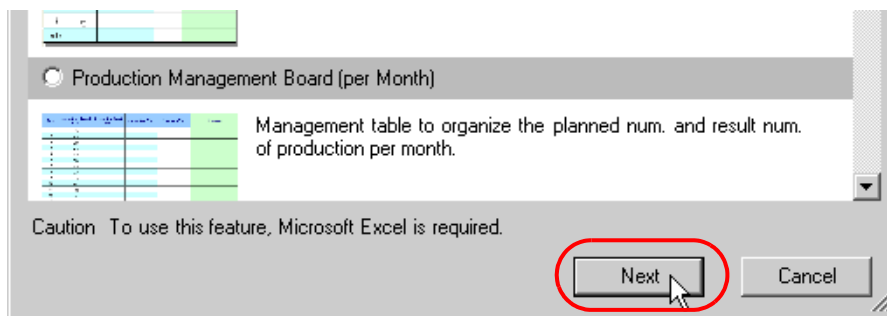 Production Management Board (per Month)
Management table to organize the planned num. and result num.
of production per month.
Caution To use this feature, Microsoft Excel is required.
Next
Cancel